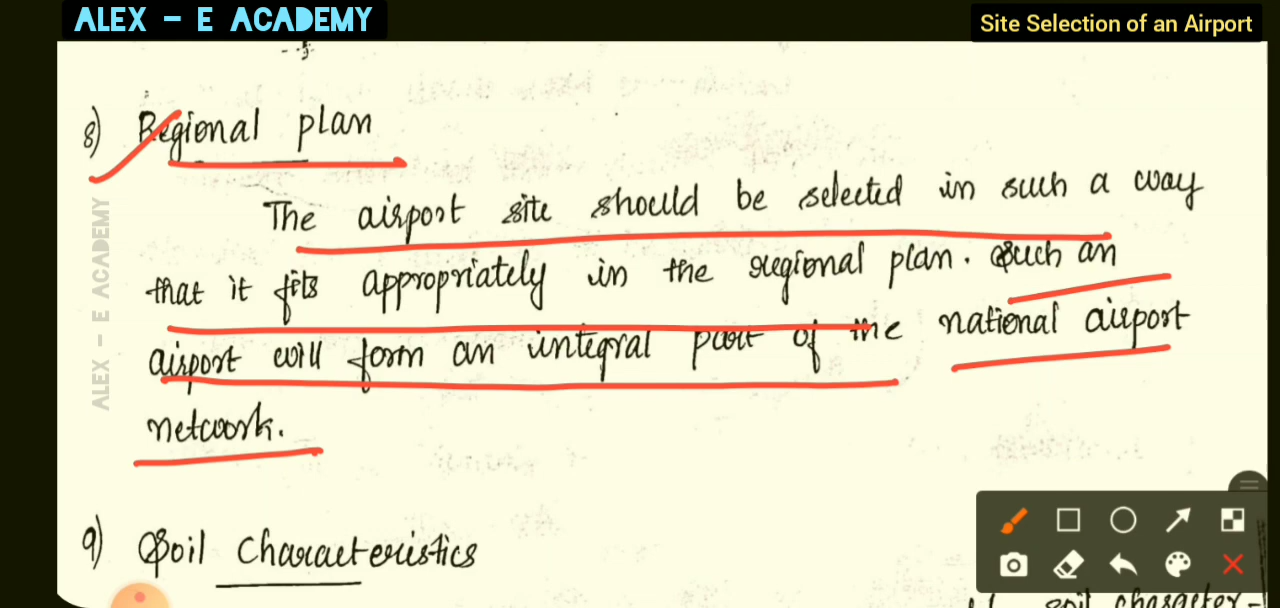 ALEX - E ACADEMY
Site Selection of an Airport
8) Regional plan
The airport site should be selected in such a way
that it fits appropriately in the regional plan. Such an
airport will form an integral part of the national airport
network.
ALEX - E ACADEMY
9) Soil Characteristics
soil character-